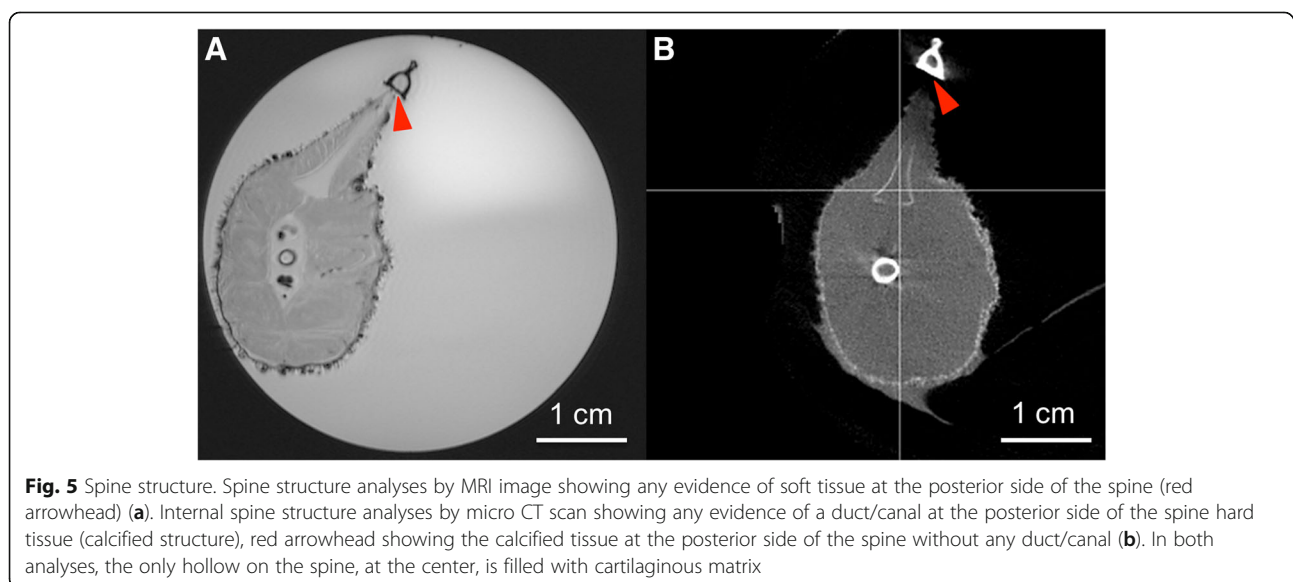 A
B
1 cm
1 cm
Fig. 5 Spine structure. Spine structure analyses by MRI image showing any evidence of soft tissue at the posterior side of the spine (red
arrowhead) (a). Internal spine structure analyses by micro CT scan showing any evidence of a duct/canal at the posterior side of the spine hard
tissue (calcified structure), red arrowhead showing the calcified tissue at the posterior side of the spine without any duct/canal (b). In both
analyses, the only hollow on the spine, at the center, is filled with cartilaginous matrix